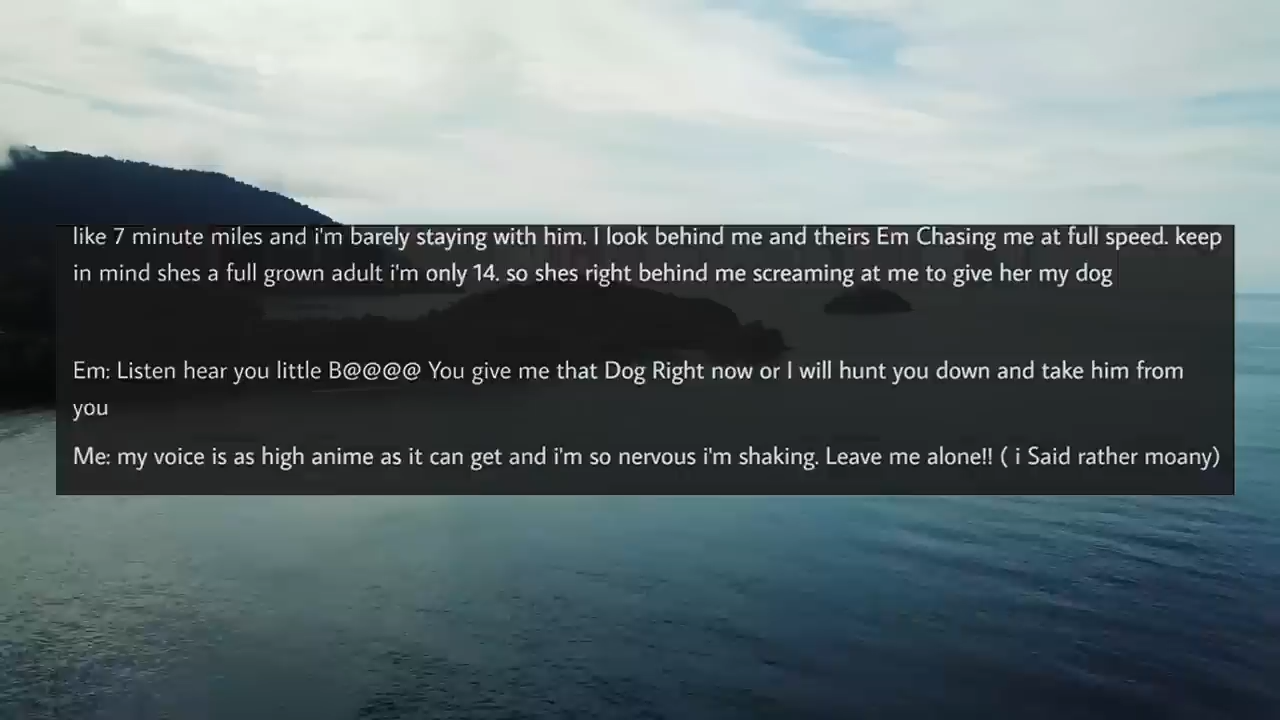 like 7 minute miles and i'm barely staying with him. I look behind me and theirs Em Chasing me at full speed. keep
in mind shes a full grown adult i'm only 14. so shes right behind me screaming at me to give her my dog
Em: Listen hear you little B@@@@ You give me that Dog Right now or I will hunt you down and take him from
you
Me: my voice is as high anime as it can get and i'm so nervous i'm shaking. Leave me alone!! ( i Said rather moany)